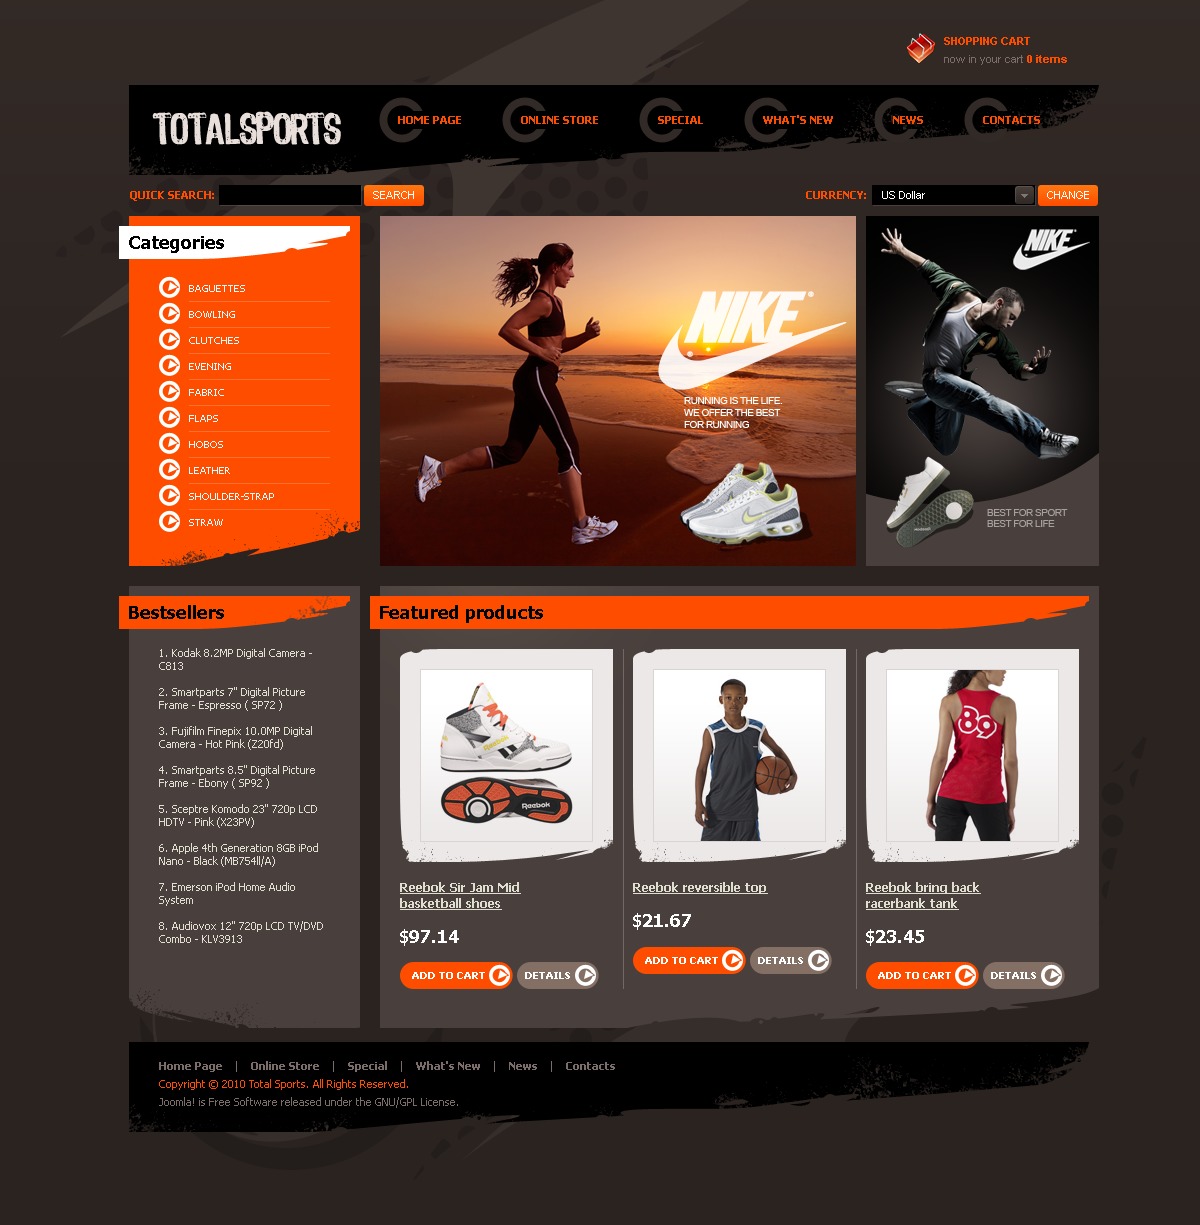 SHOPPING CART
now in your cart 0 items
TOTALSPORTS
HOME PAGE
ONLINE STORE
SPECIAL
WHAT'S NEW
NEWS
CONTACTS
QUICK SEARCH:
SEARCH
CURRENCY:
US Dollar
CHANGE
Categories
BAGUETTES
BOWLING
CLUTCHES
EVENING
FABRIC
FLAPS
HOBOS
LEATHER
SHOULDER-STRAP
STRAW
NIKE
RUNNING IS THE LIFE.
WE OFFER THE BEST
FOR RUNNING
NIKE
BEST FOR SPORT
BEST FOR LIFE
Bestsellers
1. Kodak 8.2MP Digital Camera -
C813
2. Smartparts 7" Digital Picture
Frame - Espresso ( SP72 )
3. Fujifilm Finepix 10.0MP Digital
Camera - Hot Pink (Z20fd)
4. Smartparts 8.5" Digital Picture
Frame - Ebony ( SP92 )
5. Sceptre Komodo 23" 720p LCD
HDTV - Pink (X23PV)
6. Apple 4th Generation 8GB iPod
Nano - Black (MB754ll/A)
7. Emerson iPod Home Audio
System
8. Audiovox 12" 720p LCD TV/DVD
Combo - KLV3913
Featured products
Reebok
89
Reebok Sir Jam Mid
basketball shoes
$97.14
ADD TO CART
DETAILS
Reebok reversible top
$21.67
ADD TO CART
DETAILS
Reebok bring back
racerbank tank
$23.45
ADD TO CART
DETAILS
Home Page | Online Store | Special | What's New | News | Contacts
Copyright © 2010 Total Sports. All Rights Reserved.
Joomla! is Free Software released under the GNU/GPL License.